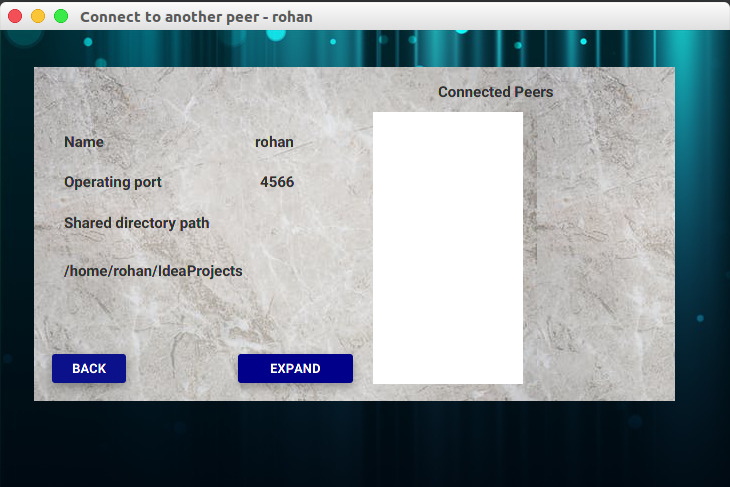 Connect to another peer - rohan
Connected Peers
Name rohan
Operating port 4566
Shared directory path
/home/rohan/IdeaProjects
BACK EXPAND